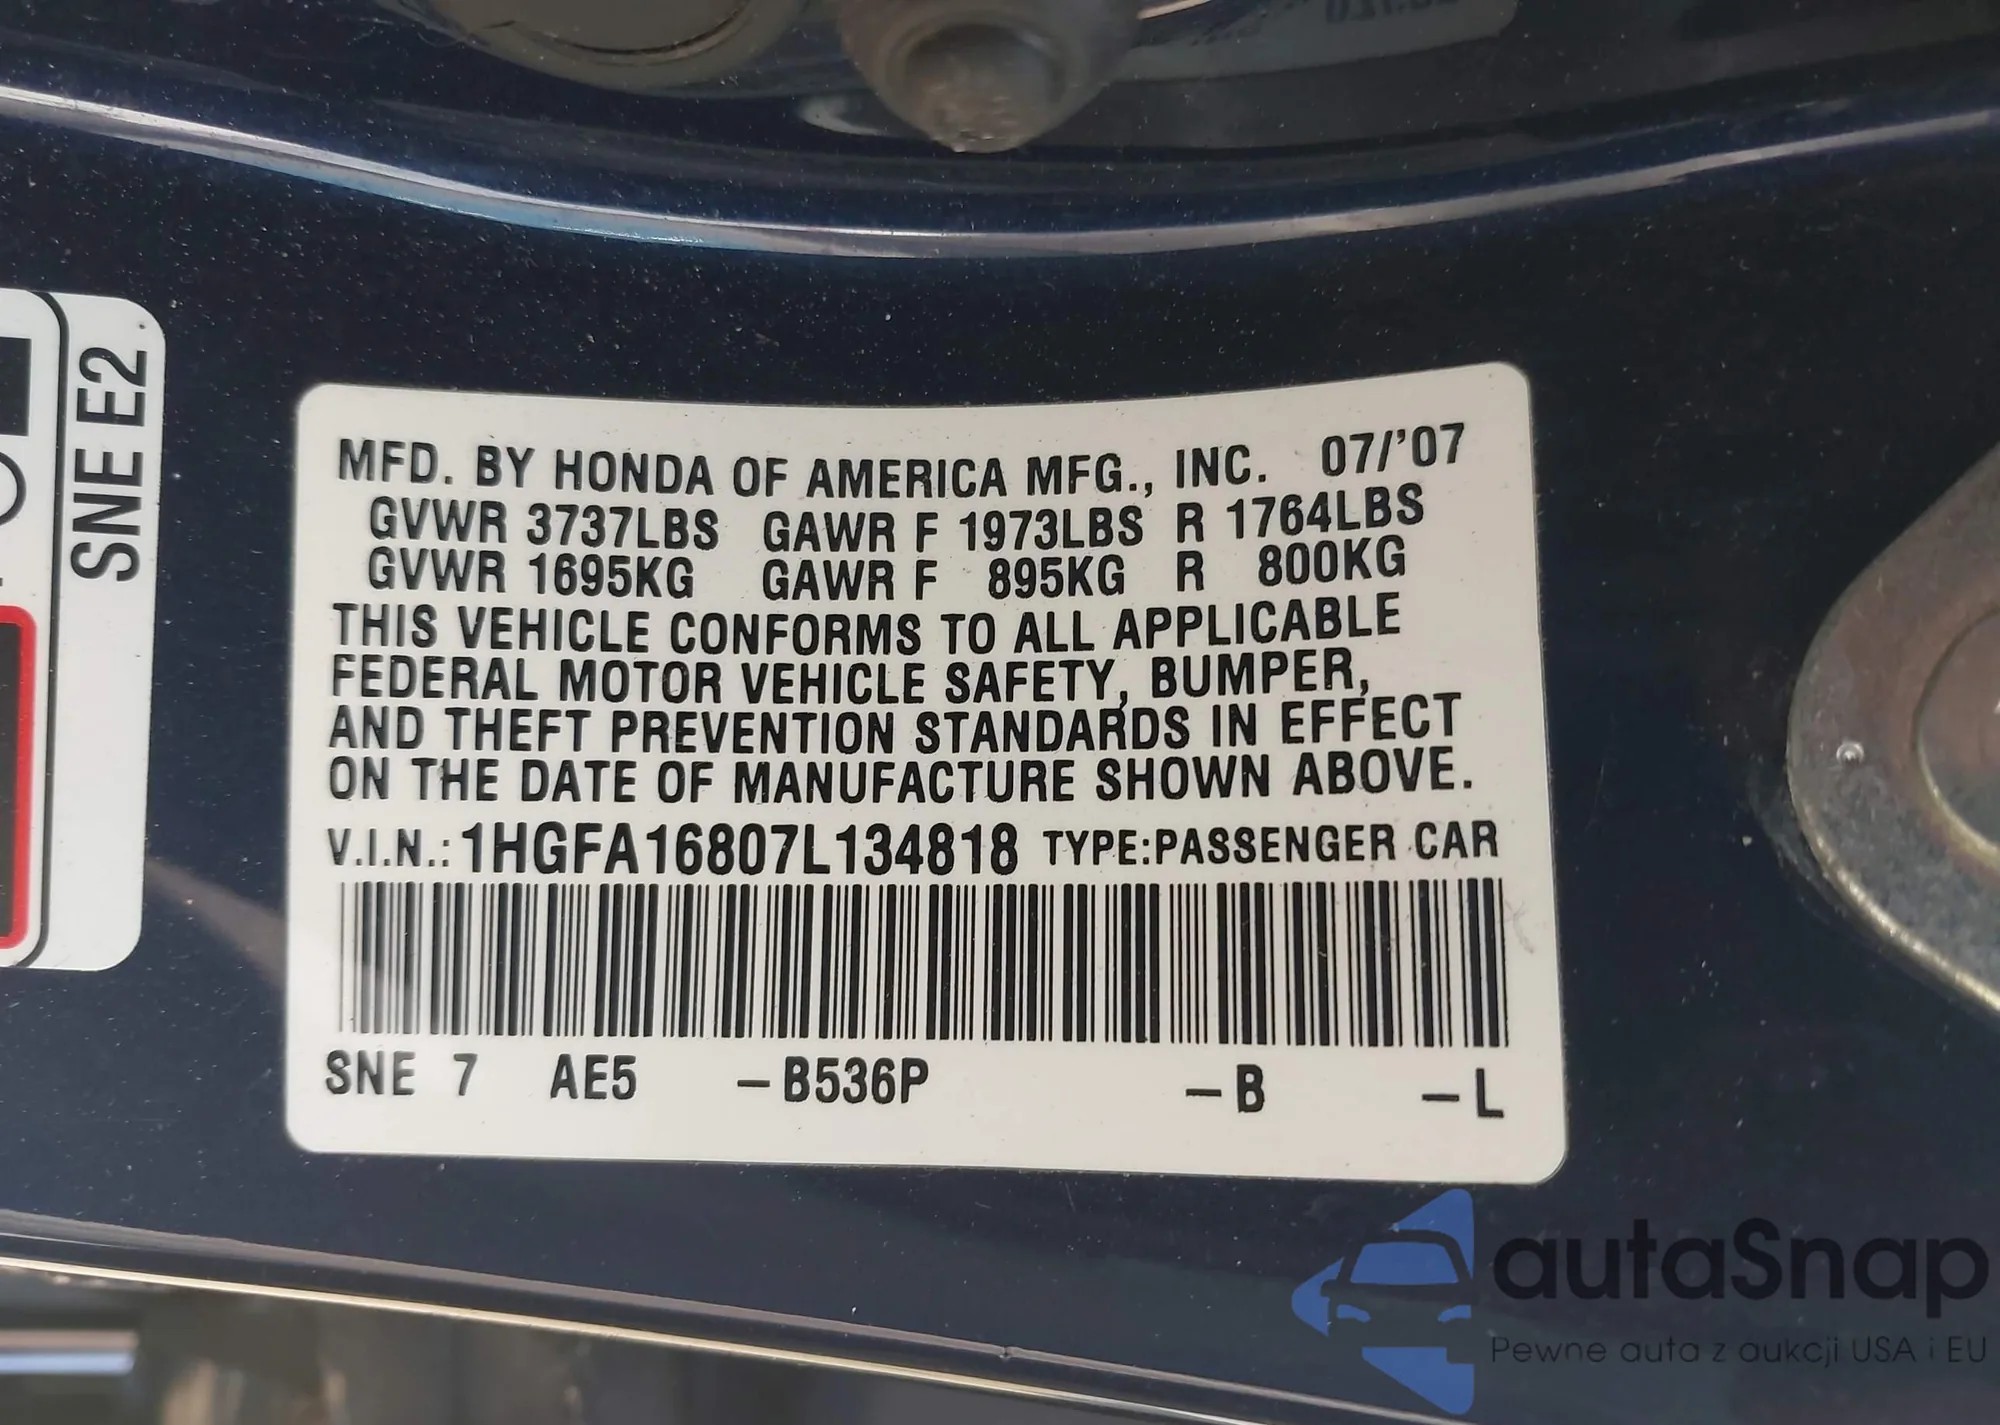 SNE E2
MFD. BY HONDA OF AMERICA MFG., INC. 07/'07
GVWR 3737LBS GAWR F 1973LBS R 1764LBS
GVWR 1695KG GAWR F 895KG R 800KG
THIS VEHICLE CONFORMS TO ALL APPLICABLE
FEDERAL MOTOR VEHICLE SAFETY, BUMPER,
AND THEFT PREVENTION STANDARDS IN EFFECT
ON THE DATE OF MANUFACTURE SHOWN ABOVE.
V.I.N.: 1HGFA16807L134818 TYPE:PASSENGER CAR
SNE 7 AE5 -B536P -B -L
autaSnap
Pewne auta z aukcji USA i EU